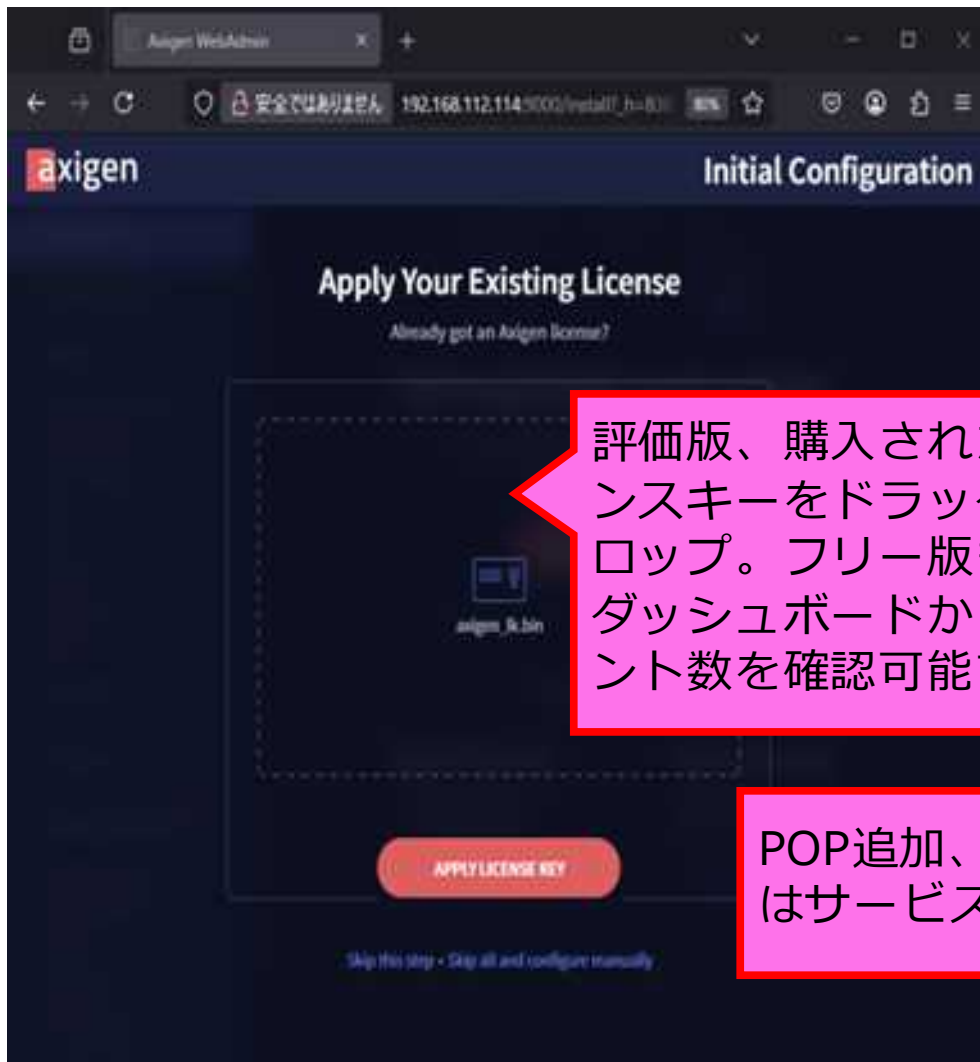 Axigen WebAdmin
安全ではありません 192.168.112.114:9000/install?_h=
80%
axigen
Initial Configuration
Apply Your Existing License
Already got an Axigen license?
評価版、購入され
ンスキーをドラッ
ロップ。フリー版
ダッシュボードか
ント数を確認可能
axigen_lk.bin
APPLY LICENSE KEY
POP追加、
はサービス
Skip this step • Skip all and configure manually